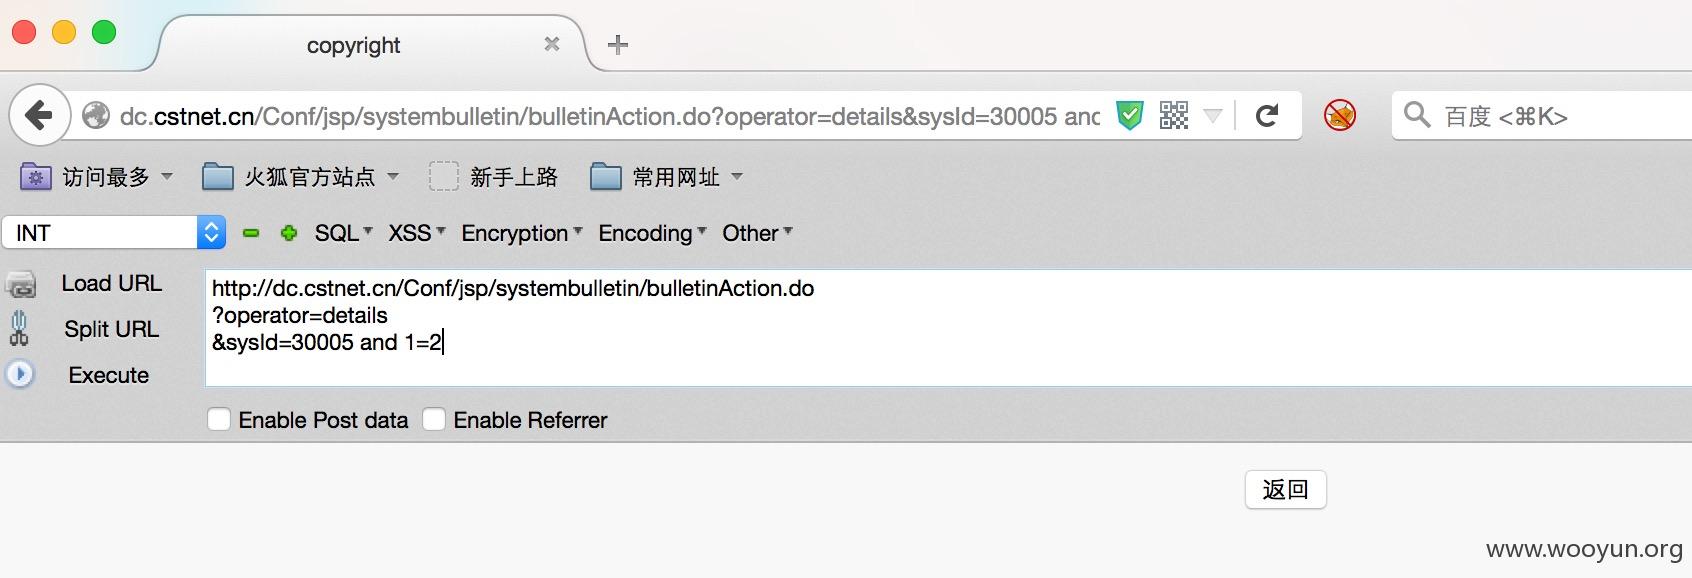 copyright
dc.cstnet.cn/Conf/jsp/systembulletin/bulletinAction.do?operator=details&sysId=30005 anc
百度 <⌘K>
访问最多 火狐官方站点 新手上路 常用网址
INT SQL XSS Encryption Encoding Other
Load URL
http://dc.cstnet.cn/Conf/jsp/systembulletin/bulletinAction.do
?operator=details
Split URL
&sysId=30005 and 1=2
Execute
Enable Post data Enable Referrer
返回
www.wooyun.org